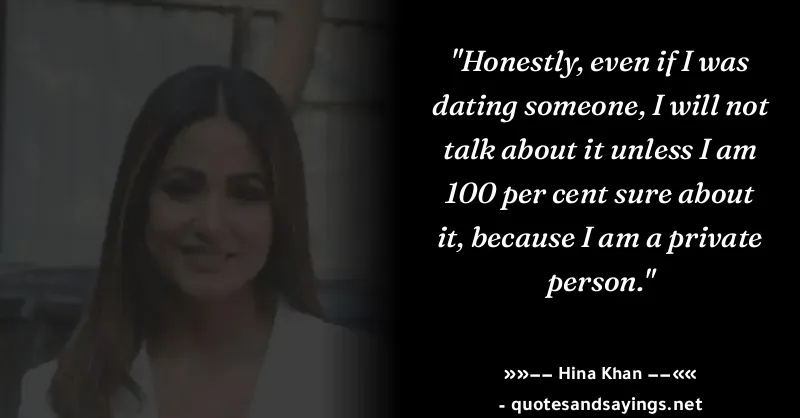 "Honestly, even if I was
dating someone, I will not
talk about it unless I am
100 per cent sure about
it, because I am a private
person."
»»−− Hina Khan −−««
- quotesandsayings.net